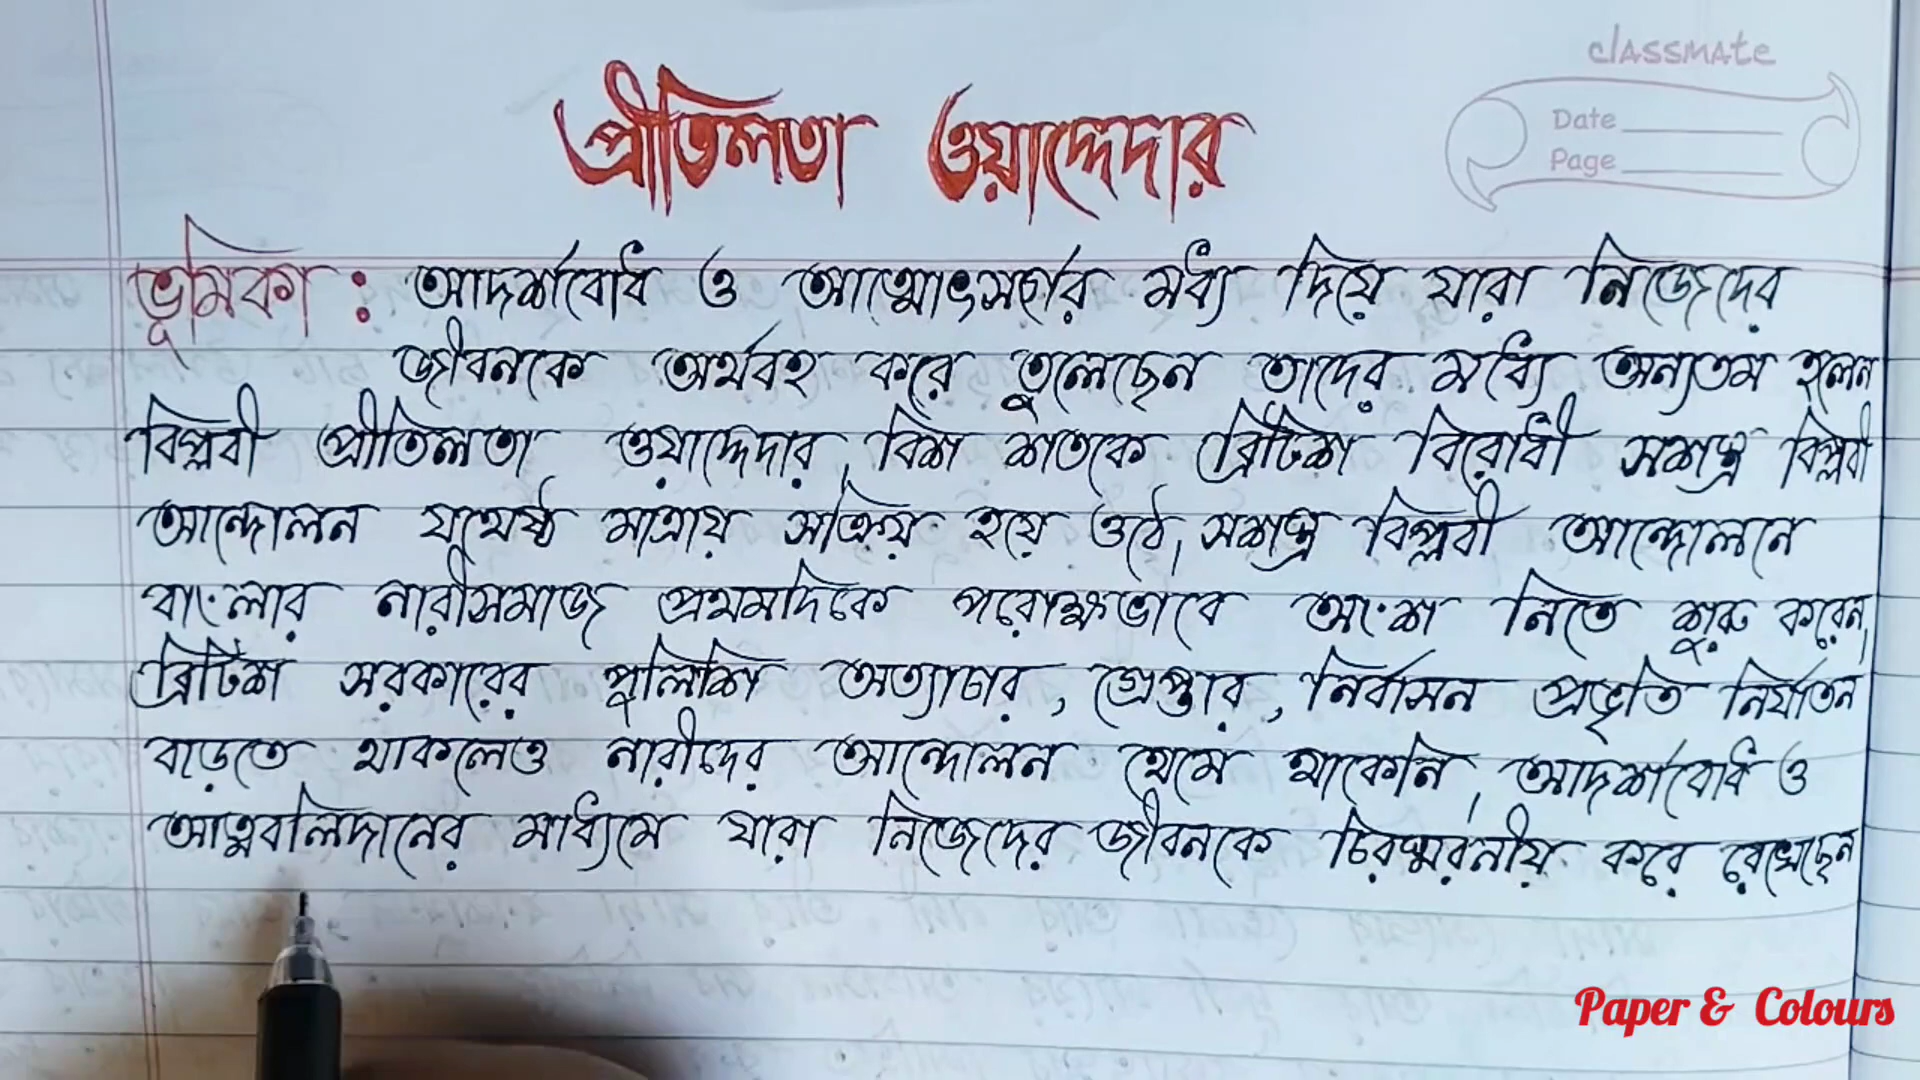 classmate
Date
Page
প্রীতিলতা ওয়াদ্দেদার
ভূমিকা : আদর্শবোধ ও আত্মোৎসর্গের মধ্য দিয়ে যারা নিজেদের
জীবনকে অর্থবহ করে তুলেছেন তাদের মধ্যে অন্যতম হলেন
বিপ্লবী প্রীতিলতা ওয়াদ্দেদার, বিশ শতকে ব্রিটিশ বিরোধী সশস্ত্র বিপ্লবী
আন্দোলন যথেষ্ঠ মাত্রায় সক্রিয় হয়ে ওঠে, সশস্ত্র বিপ্লবী আন্দোলনে
বাংলার নারীসমাজ প্রথমদিকে পরোক্ষভাবে অংশ নিতে শুরু করেন,
ব্রিটিশ সরকারের পুলিশি অত্যাচার, গ্রেপ্তার, নির্বাসন প্রভৃতি নির্যাতন
বাড়তে থাকলেও নারীদের আন্দোলন থেমে থাকেনি, আদর্শবোধ ও
আত্মবলিদানের মাধ্যমে যারা নিজেদের জীবনকে চিরস্মরনীয় করে রেখেছেন
Paper & Colours